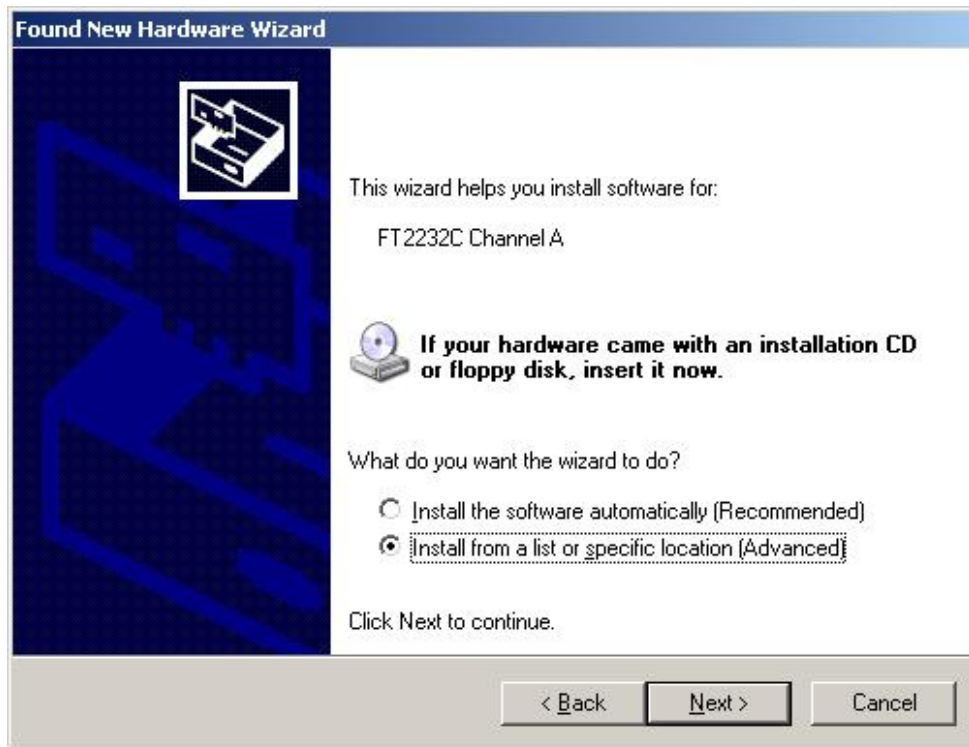 Found New Hardware Wizard
This wizard helps you install software for:
FT2232C Channel A
If your hardware came with an installation CD
or floppy disk, insert it now.
What do you want the wizard to do?
Install the software automatically (Recommended)
Install from a list or specific location (Advanced)
Click Next to continue.
< Back
Next >
Cancel